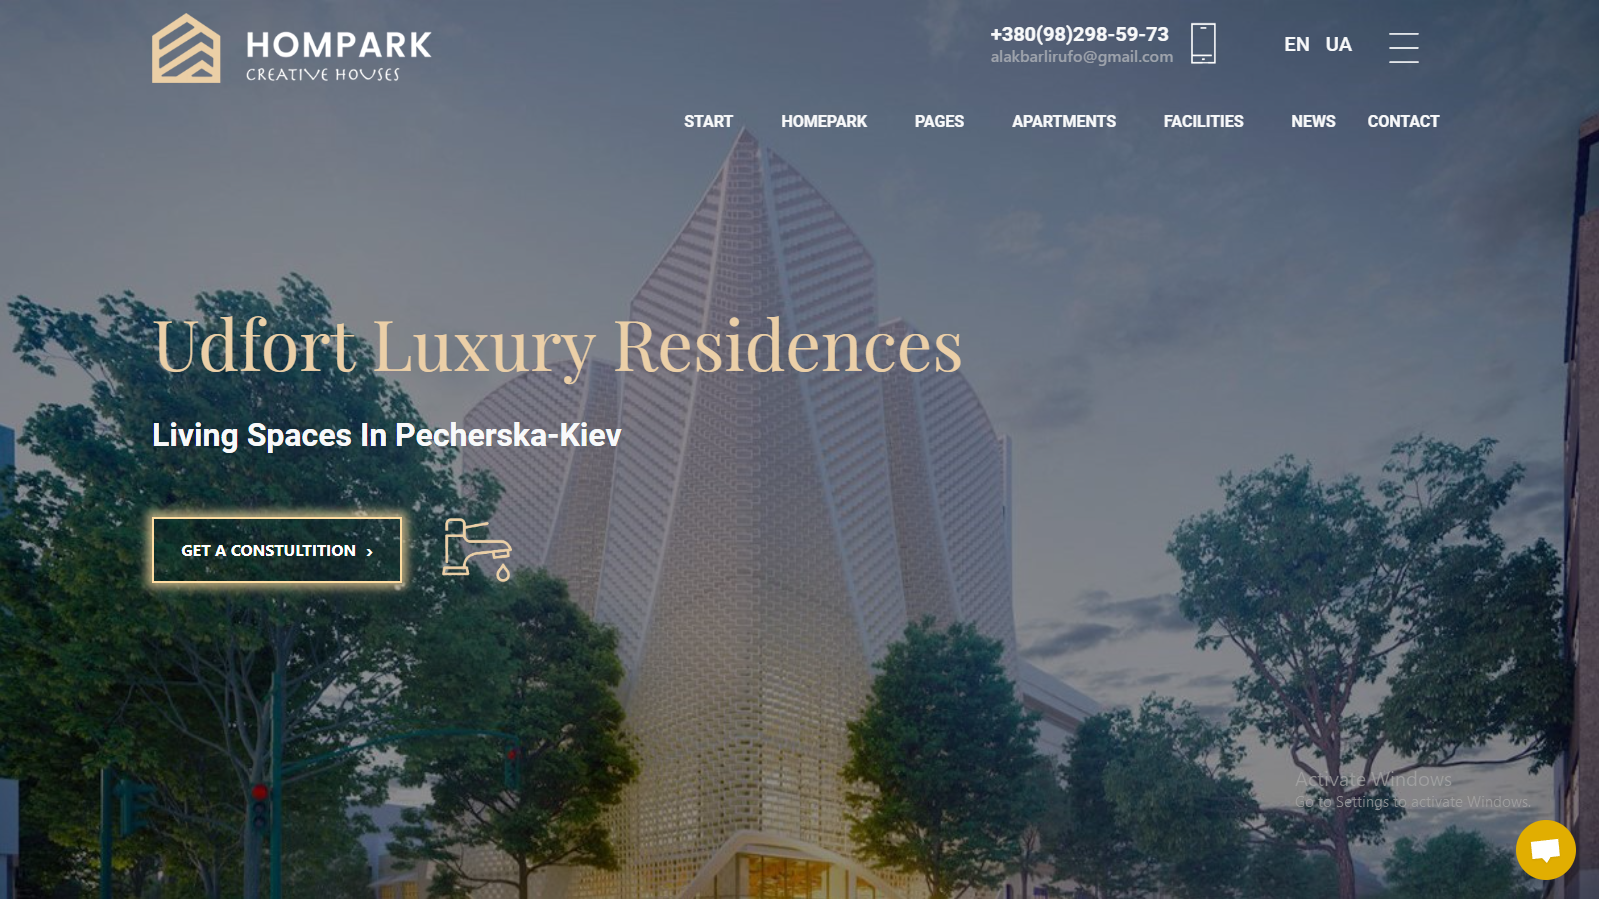 HOMPARK
CREATIVE HOUSES
+380(98)298-59-73
alakbarlirufo@gmail.com
EN UA
START HOMEPARK PAGES APARTMENTS FACILITIES NEWS CONTACT
Udfort Luxury Residences
Living Spaces In Pecherska-Kiev
GET A CONSTULTITION ›
Activate Windows
Go to Settings to activate Windows.